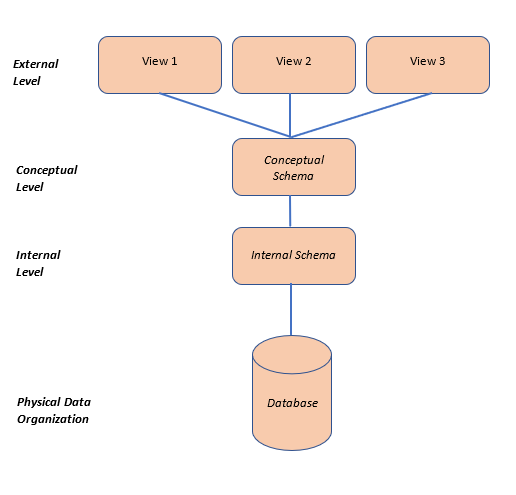 External
Level
View 1
View 2
View 3
Conceptual
Level
Conceptual
Schema
Internal
Level
Internal Schema
Physical Data
Organization
Database